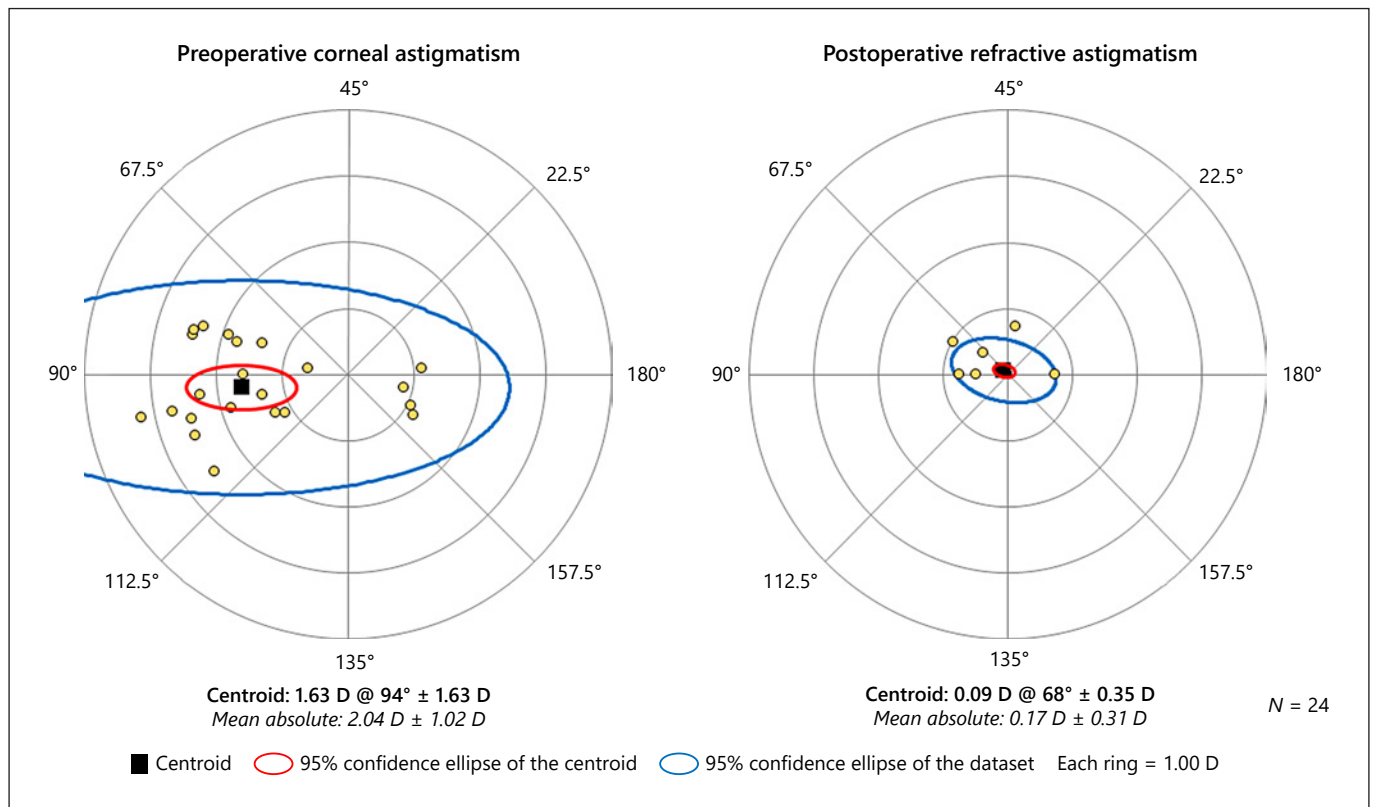 Preoperative corneal astigmatism
45°
67.5°
22.5°
90°
180°
112.5°
157.5°
135°
Centroid: 1.63 D @ 94° ± 1.63 D
Mean absolute: 2.04 D ± 1.02 D
Postoperative refractive astigmatism
45°
67.5°
22.5°
90°
180°
112.5°
157.5°
135°
Centroid: 0.09 D @ 68° ± 0.35 D
Mean absolute: 0.17 D ± 0.31 D
N = 24
Centroid 95% confidence ellipse of the centroid 95% confidence ellipse of the dataset Each ring = 1.00 D